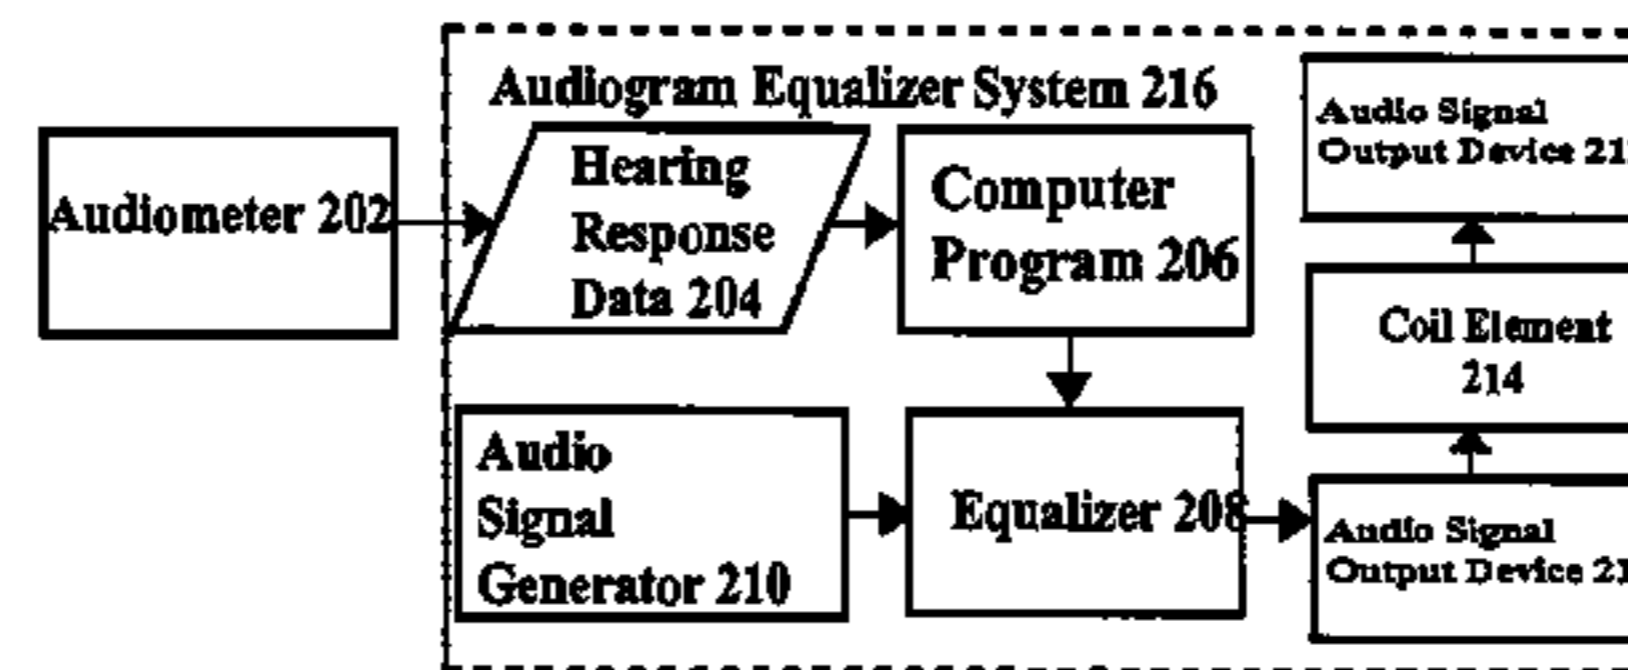 Audiogram Equalizer System 216
Audiometer 202
Hearing
Response
Data 204
Computer
Program 206
Audio Signal
Output Device
Coil Element
214
Audio
Signal
Generator 210
Equalizer 208
Audio Signal
Output Device